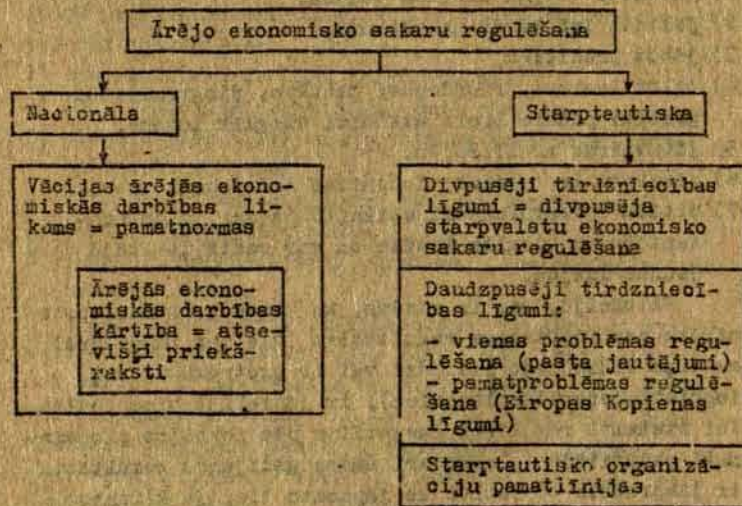 Ārējo ekonomisko sakaru regulēšana
Nacionāla
Starptautiska
Vācijas ārējās ekono-
miskās darbības li-
kums = pamatnormas
Ārējās ekono-
miskās darbības
kārtība = atse-
višķi priekš-
raksti
Divpusēji tirdzniecības
līgumi = divpusēja
starpvalstu ekonomisko
sakaru regulēšana
Daudzpusēji tirdzniecī-
bas līgumi:
- vienas problēmas regu-
lēšana (pasta jautājumi)
- pamatproblēmas regulē-
šana (Eiropas Kopienas
līgumi)
Starptautisko organizā-
ciju pamatlīnijas